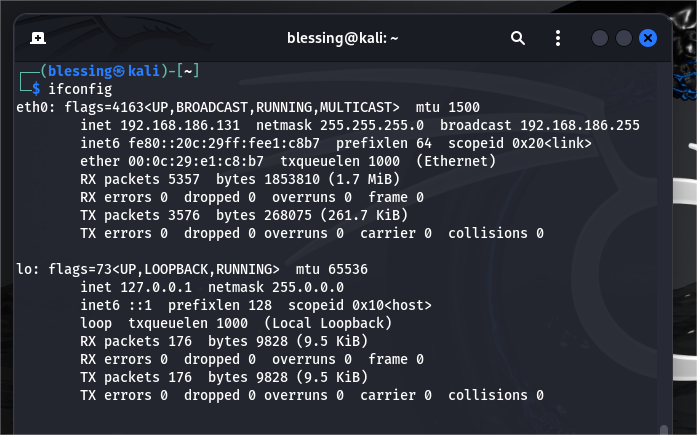 blessing@kali: ~
┌──(blessing㉿kali)-[~]
└─$ ifconfig
eth0: flags=4163<UP,BROADCAST,RUNNING,MULTICAST>  mtu 1500
        inet 192.168.186.131  netmask 255.255.255.0  broadcast 192.168.186.255
        inet6 fe80::20c:29ff:fee1:c8b7  prefixlen 64  scopeid 0x20<link>
        ether 00:0c:29:e1:c8:b7  txqueuelen 1000  (Ethernet)
        RX packets 5357  bytes 1853810 (1.7 MiB)
        RX errors 0  dropped 0  overruns 0  frame 0
        TX packets 3576  bytes 268075 (261.7 KiB)
        TX errors 0  dropped 0 overruns 0  carrier 0  collisions 0
lo: flags=73<UP,LOOPBACK,RUNNING>  mtu 65536
        inet 127.0.0.1  netmask 255.0.0.0
        inet6 ::1  prefixlen 128  scopeid 0x10<host>
        loop  txqueuelen 1000  (Local Loopback)
        RX packets 176  bytes 9828 (9.5 KiB)
        RX errors 0  dropped 0  overruns 0  frame 0
        TX packets 176  bytes 9828 (9.5 KiB)
        TX errors 0  dropped 0 overruns 0  carrier 0  collisions 0